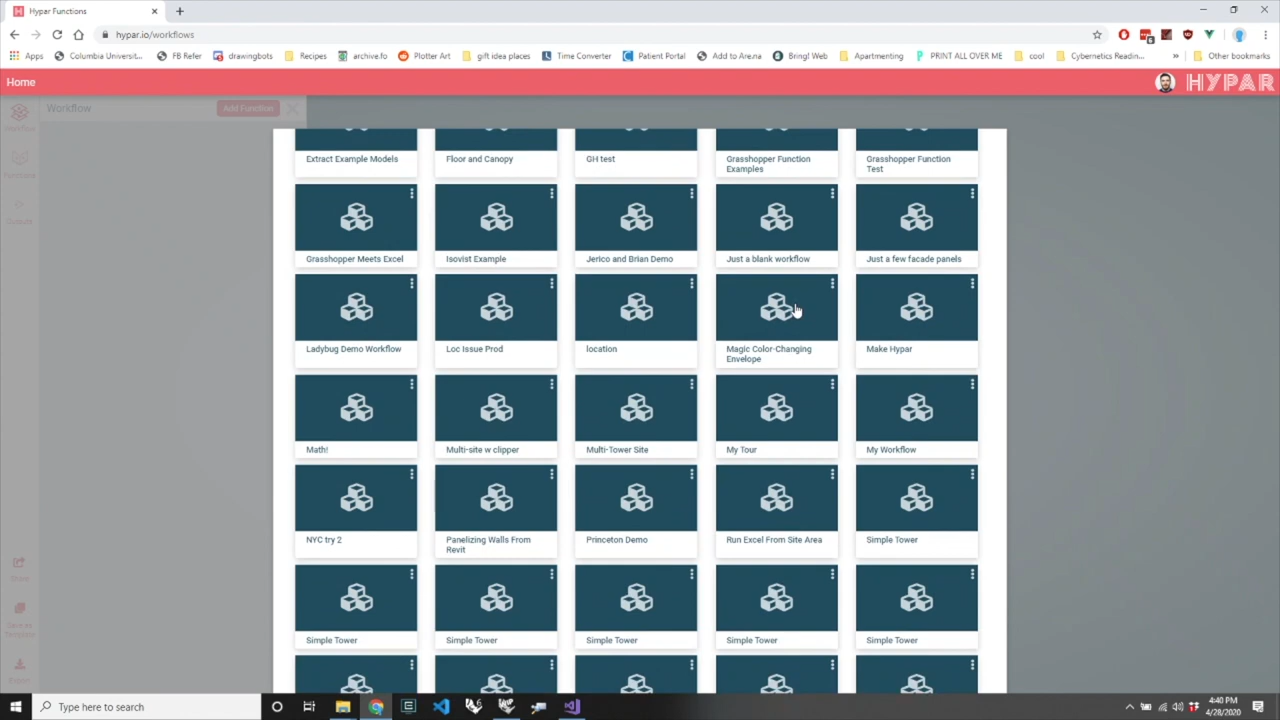 Hypar Functions
hypar.io/workflows
Apps
Columbia Universit...
FB Refer
drawingbots
Recipes
archive.fo
Plotter Art
gift idea places
Time Converter
Patient Portal
Add to Are.na
Bring! Web
Apartmenting
PRINT ALL OVER ME
cool
Cybernetics Readin...
Other bookmarks
Home
HYPAR
Workflow
Add Function
Extract Example Models
Floor and Canopy
GH test
Grasshopper Function
Examples
Grasshopper Function
Test
Grasshopper Meets Excel
Isovist Example
Jerico and Brian Demo
Just a blank workflow
Just a few facade panels
Ladybug Demo Workflow
Loc Issue Prod
location
Magic Color-Changing
Envelope
Make Hypar
Math!
Multi-site w clipper
Multi-Tower Site
My Tour
My Workflow
NYC try 2
Panelizing Walls From
Revit
Princeton Demo
Run Excel From Site Area
Simple Tower
Simple Tower
Simple Tower
Simple Tower
Simple Tower
Simple Tower
Share
Save as
Template
Export
Type here to search
4:40 PM
4/28/2020